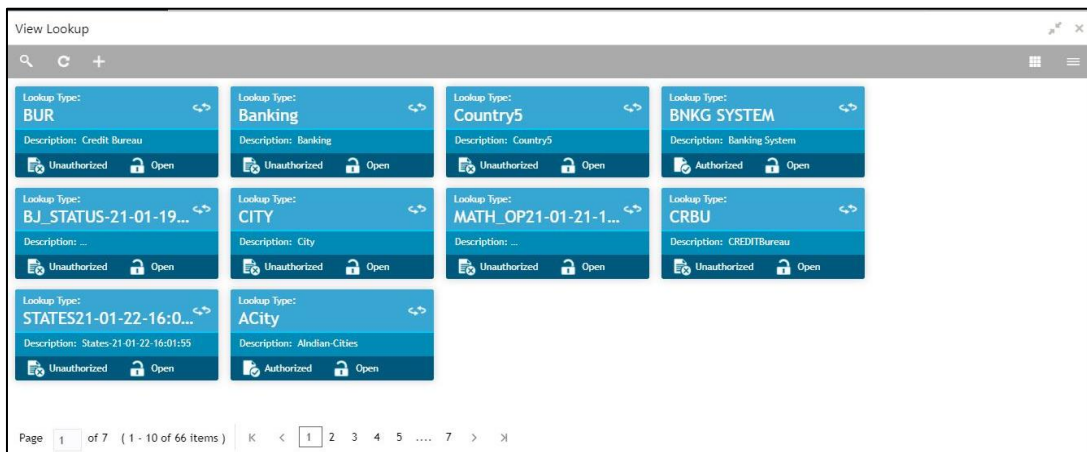 View Lookup
Lookup Type:
BUR
Description: Credit Bureau
Unauthorized Open
Lookup Type:
Banking
Description: Banking
Unauthorized Open
Lookup Type:
Country5
Description: Country5
Unauthorized Open
Lookup Type:
BNKG SYSTEM
Description: Banking System
Authorized Open
Lookup Type:
BJ_STATUS-21-01-19...
Description: ...
Unauthorized Open
Lookup Type:
CITY
Description: City
Unauthorized Open
Lookup Type:
MATH_OP21-01-21-1...
Description: ...
Unauthorized Open
Lookup Type:
CRBU
Description: CREDITBureau
Unauthorized Open
Lookup Type:
STATES21-01-22-16:0...
Description: States-21-01-22-16:01:55
Unauthorized Open
Lookup Type:
ACity
Description: AIndian-Cities
Authorized Open
Page 1 of 7 ( 1 - 10 of 66 items ) 1 2 3 4 5 .... 7